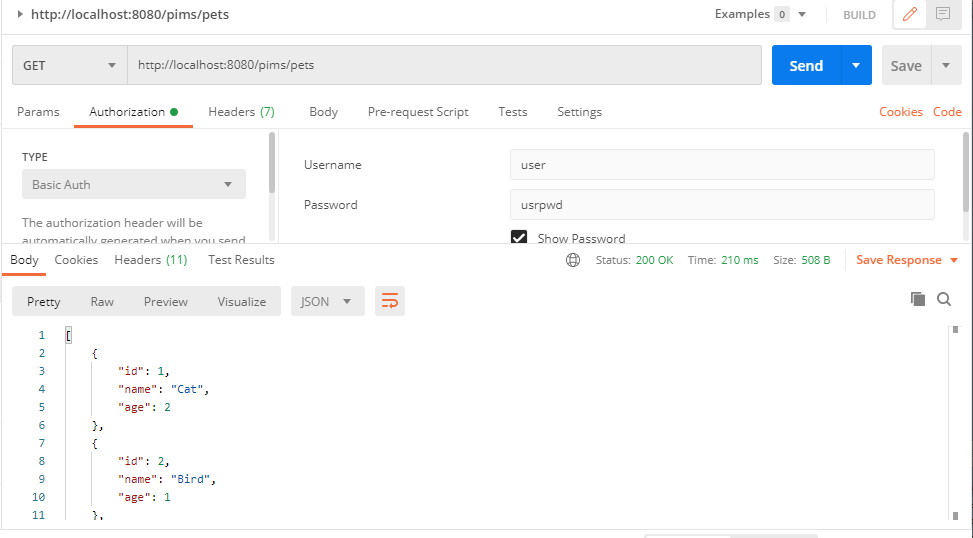 http://localhost:8080/pims/pets Examples 0 BUILD
GET http://localhost:8080/pims/pets Send Save
Params Authorization Headers (7) Body Pre-request Script Tests Settings Cookies Code
TYPE
Basic Auth
The authorization header will be
automatically generated when you send
Username user
Password usrpwd
Show Password
Body Cookies Headers (11) Test Results Status: 200 OK Time: 210 ms Size: 508 B Save Response
Pretty Raw Preview Visualize JSON
1 [
2 {
3 "id": 1,
4 "name": "Cat",
5 "age": 2
6 },
7 {
8 "id": 2,
9 "name": "Bird",
10 "age": 1
11 },